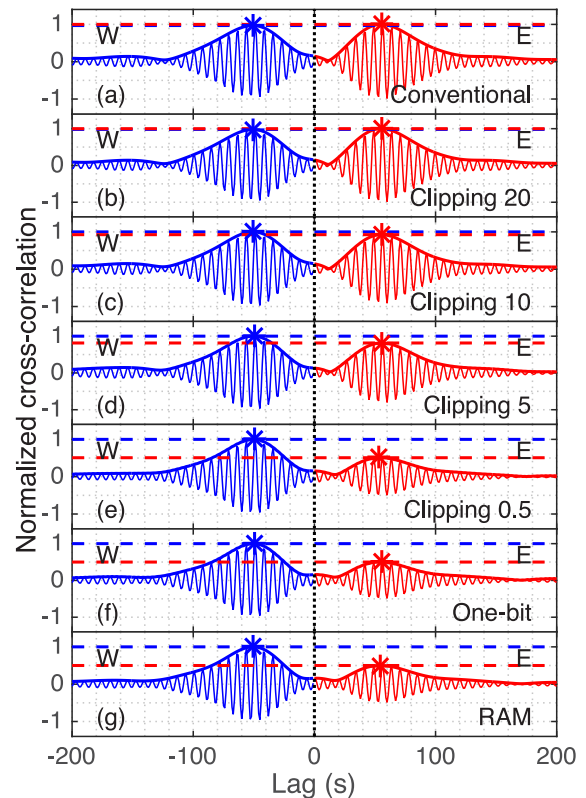 Normalized cross-correlation
1
0
-1
W
E
(a)
Conventional
1
0
-1
W
E
(b)
Clipping 20
1
0
-1
W
E
(c)
Clipping 10
1
0
-1
W
E
(d)
Clipping 5
1
0
-1
W
E
(e)
Clipping 0.5
1
0
-1
W
E
(f)
One-bit
1
0
-1
W
E
(g)
RAM
-200 -100 0 100 200
Lag (s)